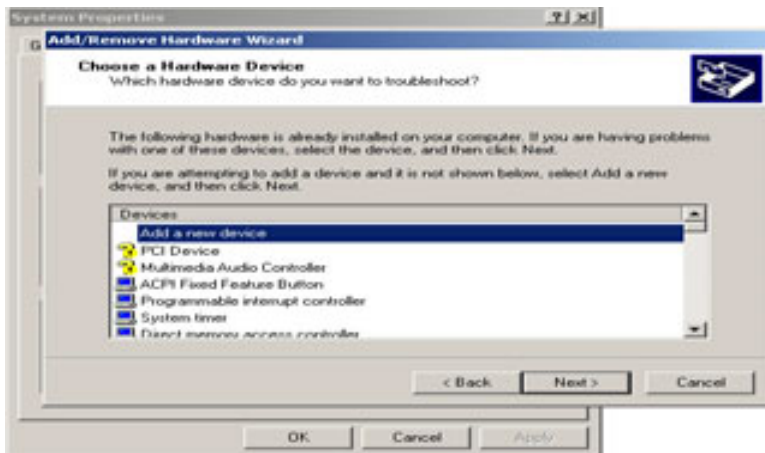 System Properties
G
Add/Remove Hardware Wizard
Choose a Hardware Device
Which hardware device do you want to troubleshoot?
The following hardware is already installed on your computer. If you are having problems
with one of these devices, select the device, and then click Next.
If you are attempting to add a device and it is not shown below, select Add a new
device, and then click Next.
Devices
Add a new device
PCI Device
Multimedia Audio Controller
ACPI Fixed Feature Button
Programmable interrupt controller
System timer
Direct memory access controller
< Back
Next >
Cancel
OK
Cancel
Apply